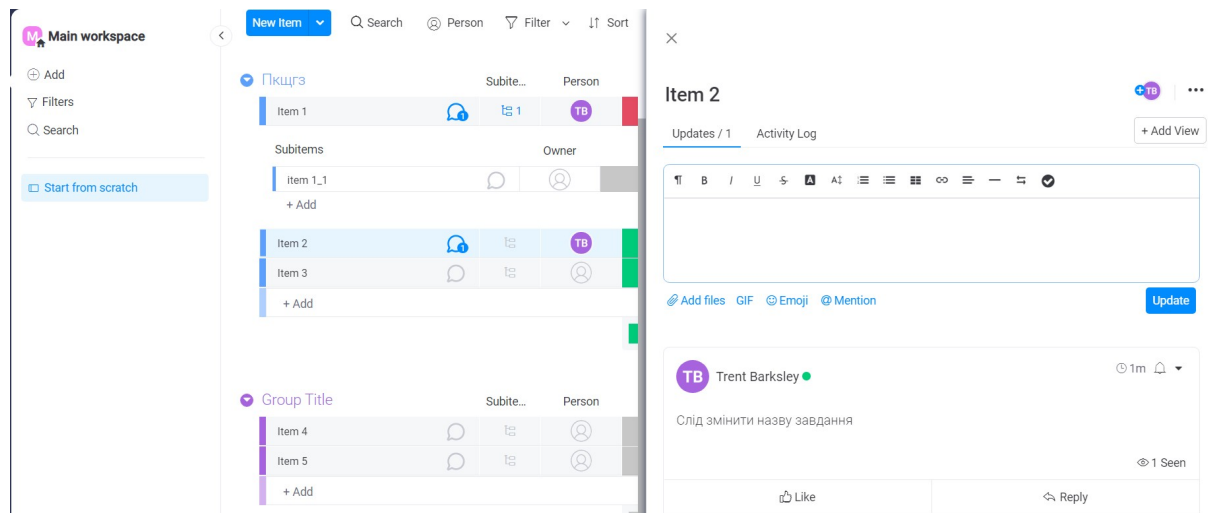 M Main workspace
Add
Filters
Search
Start from scratch
New Item Search Person Filter Sort
Пкщгз Subite... Person
Item 1 1 1 TB
Subitems Owner
item 1_1
+ Add
Item 2 1 TB
Item 3
+ Add
Group Title Subite... Person
Item 4
Item 5
+ Add
Item 2 TB
Updates / 1 Activity Log + Add View
¶ B I U S A A
Add files GIF Emoji @ Mention Update
TB Trent Barksley 1m
Слід змінити назву завдання
1 Seen
Like Reply